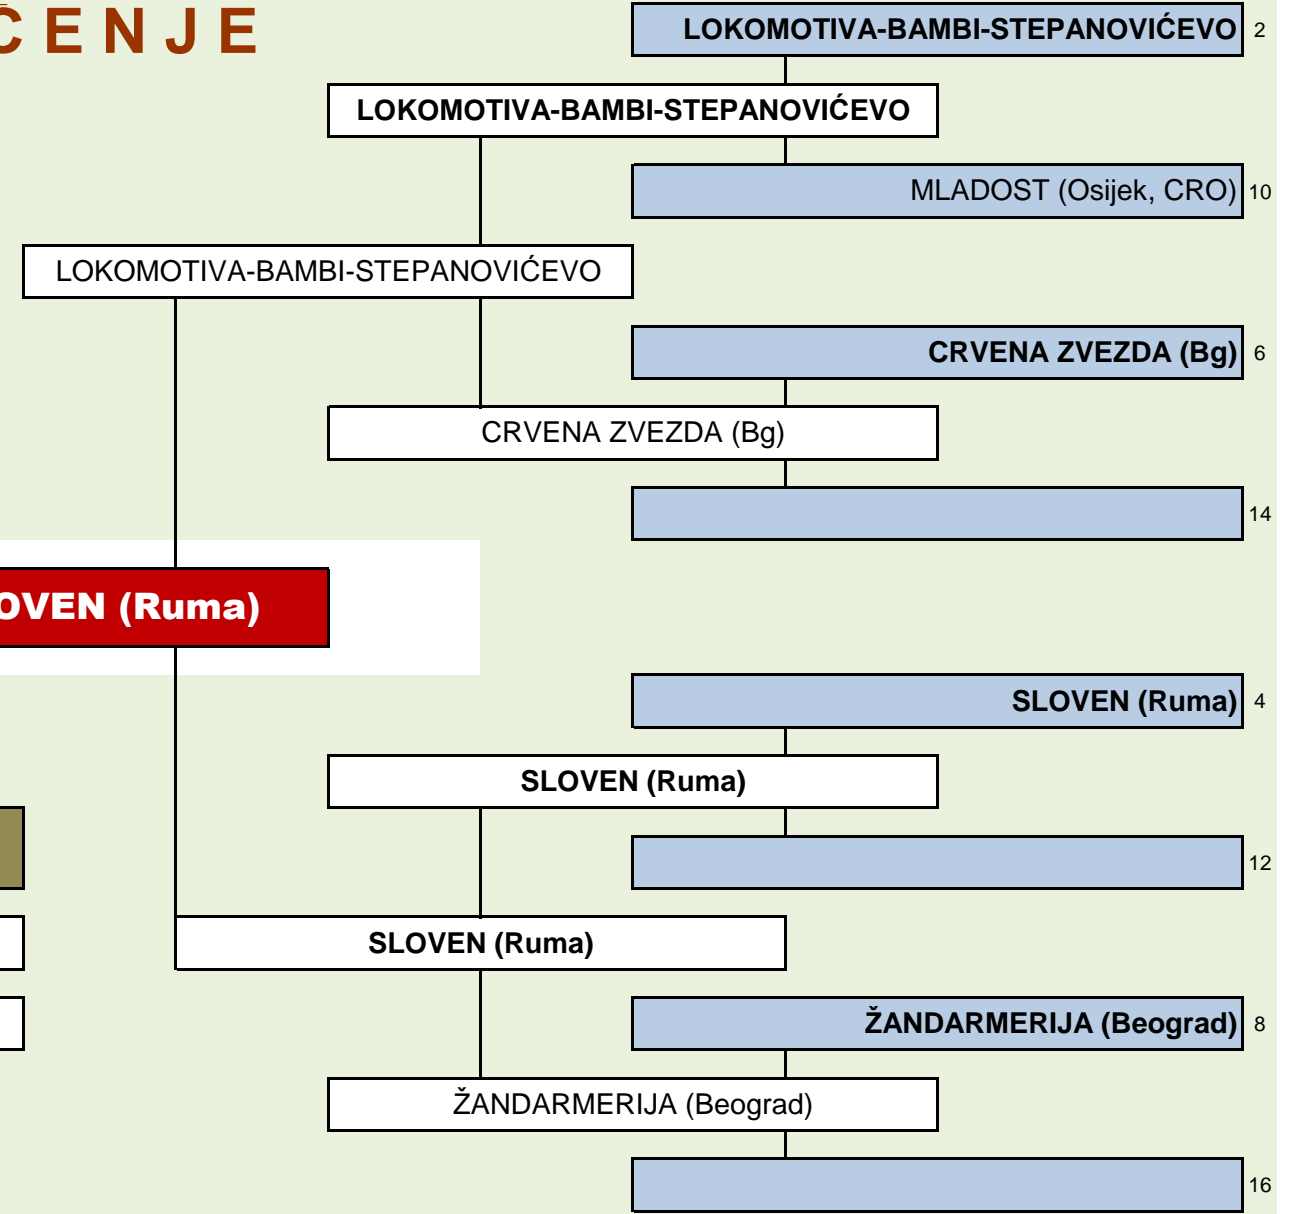 ČENJE
LOKOMOTIVA-BAMBI-STEPANOVIĆEVO 2
LOKOMOTIVA-BAMBI-STEPANOVIĆEVO
MLADOST (Osijek, CRO) 10
LOKOMOTIVA-BAMBI-STEPANOVIĆEVO
CRVENA ZVEZDA (Bg) 6
CRVENA ZVEZDA (Bg)
14
OVEN (Ruma)
SLOVEN (Ruma) 4
SLOVEN (Ruma)
12
SLOVEN (Ruma)
ŽANDARMERIJA (Beograd) 8
ŽANDARMERIJA (Beograd)
16